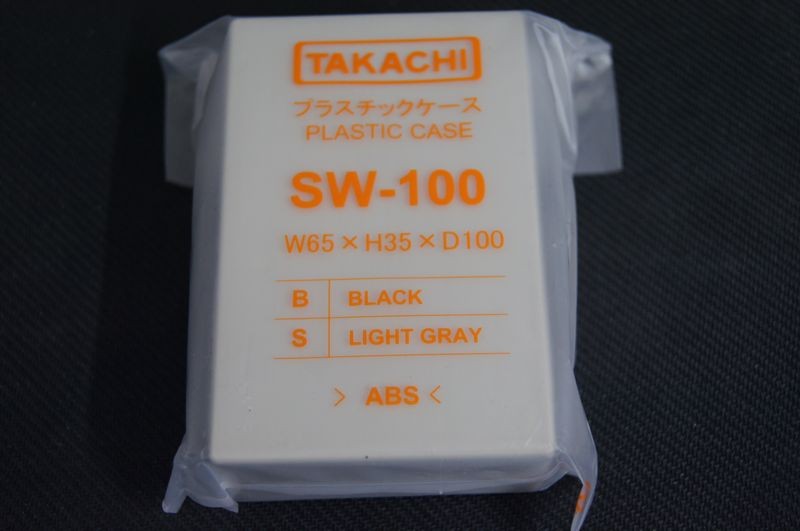 TAKACHI
プラスチックケース
PLASTIC CASE
SW-100
W65×H35×D100
B BLACK
S LIGHT GRAY
> ABS <